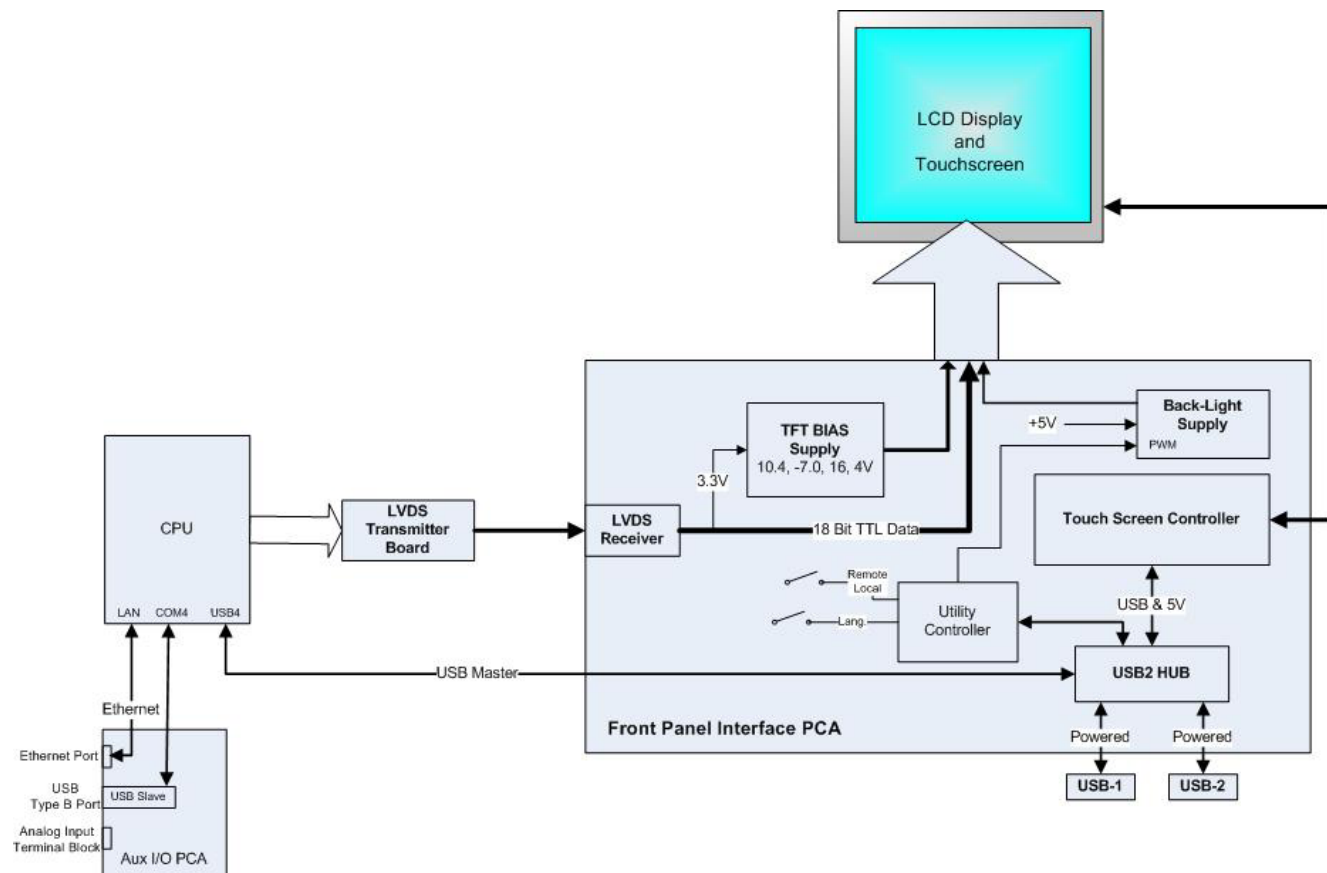 LCD Display
and
Touchscreen
Back-Light
Supply
+5V
PWM
TFT BIAS
Supply
10.4, -7.0, 16, 4V
3.3V
CPU
LVDS
Transmitter
Board
LVDS
Receiver
18 Bit TTL Data
Touch Screen Controller
Remote
Local
Lang.
Utility
Controller
USB & 5V
LAN
COM4
USB4
USB Master
USB2 HUB
Front Panel Interface PCA
Powered
Powered
USB-1
USB-2
Ethernet
Ethernet Port
USB
Type B Port
USB Slave
Analog Input
Terminal Block
Aux I/O PCA